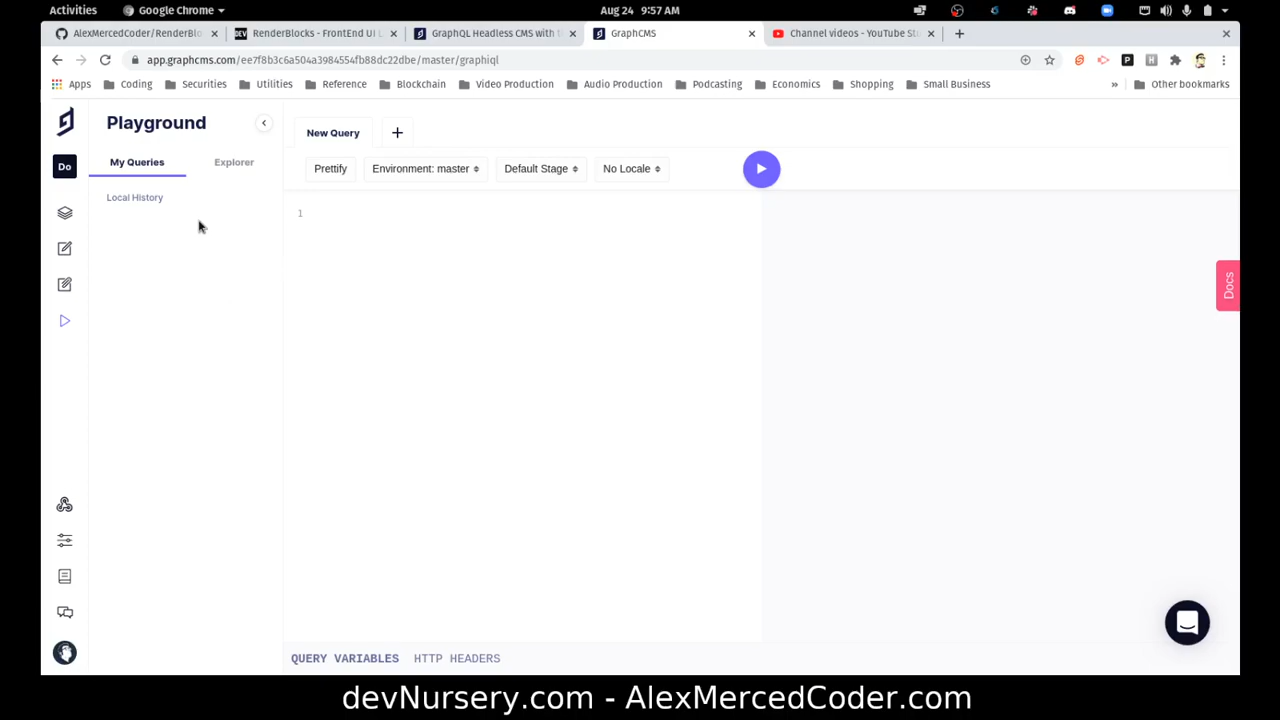 Activities Google Chrome Aug 24 9:57 AM
AlexMercedCoder/RenderBlo DEV RenderBlocks - FrontEnd UI L GraphQL Headless CMS with t GraphCMS Channel videos - YouTube Stu
app.graphcms.com/ee7f8b3c6a504a3984554fb88dc22dbe/master/graphiql
Apps Coding Securities Utilities Reference Blockchain Video Production Audio Production Podcasting Economics Shopping Small Business » Other bookmarks
Playground
New Query
Do
My Queries Explorer
Prettify Environment: master Default Stage No Locale
Local History
1
Docs
QUERY VARIABLES HTTP HEADERS
devNursery.com - AlexMercedCoder.com